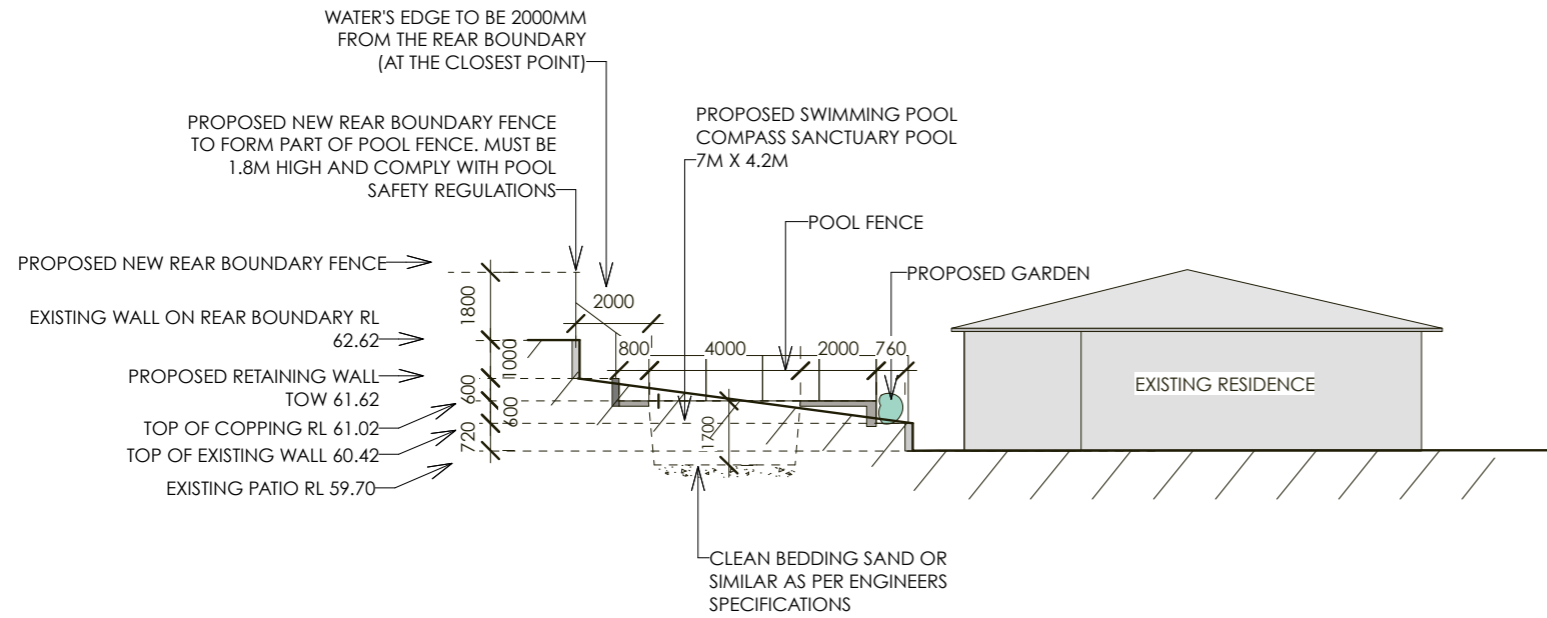 WATER'S EDGE TO BE 2000MM
FROM THE REAR BOUNDARY
(AT THE CLOSEST POINT)
PROPOSED NEW REAR BOUNDARY FENCE
TO FORM PART OF POOL FENCE. MUST BE
1.8M HIGH AND COMPLY WITH POOL
SAFETY REGULATIONS
PROPOSED SWIMMING POOL
COMPASS SANCTUARY POOL
7M X 4.2M
POOL FENCE
PROPOSED GARDEN
PROPOSED NEW REAR BOUNDARY FENCE
EXISTING WALL ON REAR BOUNDARY RL
62.62
PROPOSED RETAINING WALL
TOW 61.62
TOP OF COPPING RL 61.02
TOP OF EXISTING WALL 60.42
EXISTING PATIO RL 59.70
1800
1000
600
600
720
2000
800
4000
2000
760
1700
EXISTING RESIDENCE
CLEAN BEDDING SAND OR
SIMILAR AS PER ENGINEERS
SPECIFICATIONS